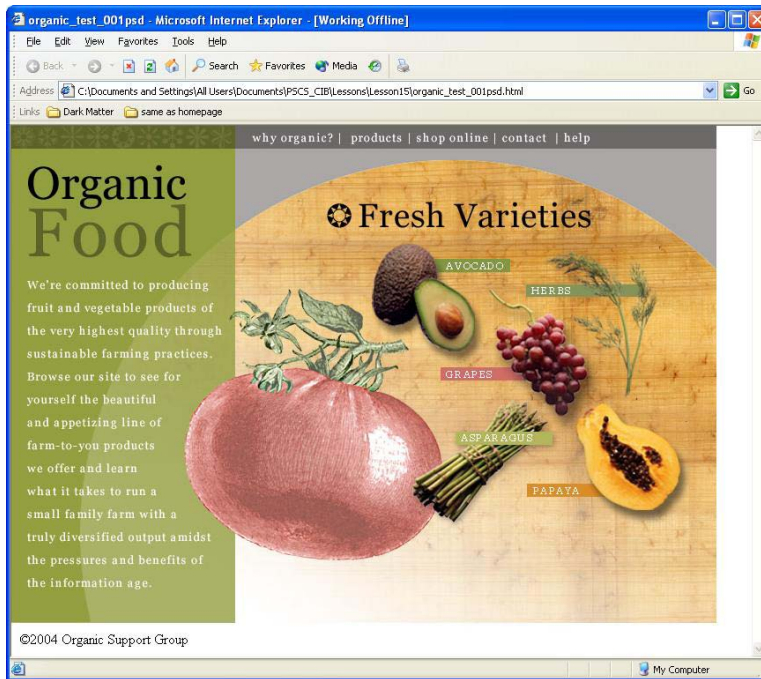 organic_test_001psd - Microsoft Internet Explorer - [Working Offline]
File Edit View Favorites Tools Help
Back Search Favorites Media
Address C:\Documents and Settings\All Users\Documents\PSCS_CIB\Lessons\Lesson15\organic_test_001psd.html Go
Links Dark Matter same as homepage
why organic? | products | shop online | contact | help
Organic
Food
We're committed to producing
fruit and vegetable products of
the very highest quality through
sustainable farming practices.
Browse our site to see for
yourself the beautiful
and appetizing line of
farm-to-you products
we offer and learn
what it takes to run a
small family farm with a
truly diversified output amidst
the pressures and benefits of
the information age.
Fresh Varieties
AVOCADO
HERBS
GRAPES
ASPARAGUS
PAPAYA
©2004 Organic Support Group
My Computer